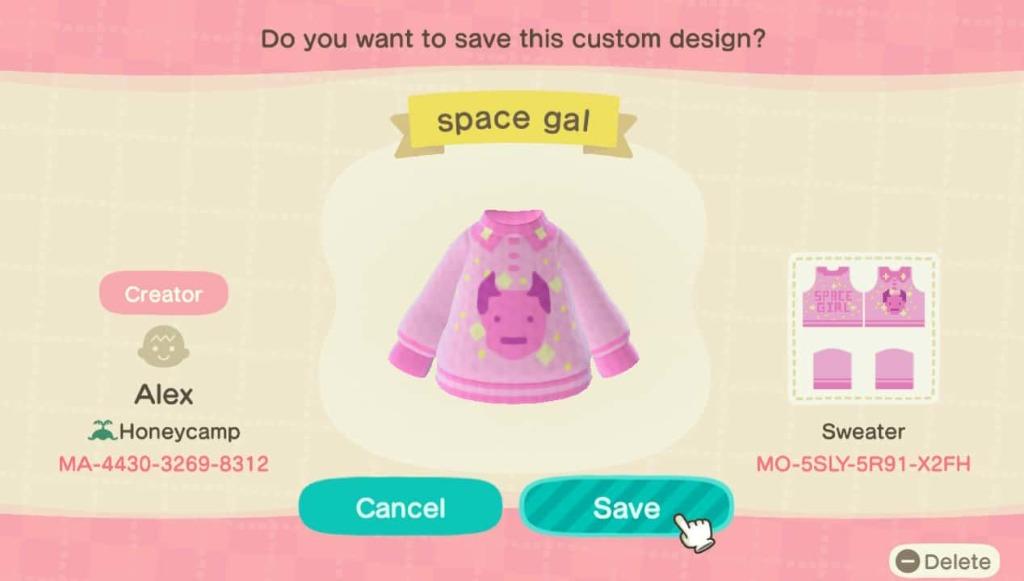 Do you want to save this custom design?
space gal
Creator
Alex
Honeycamp
MA-4430-3269-8312
SPACE
GIRL
Sweater
MO-5SLY-5R91-X2FH
Cancel
Save
Delete